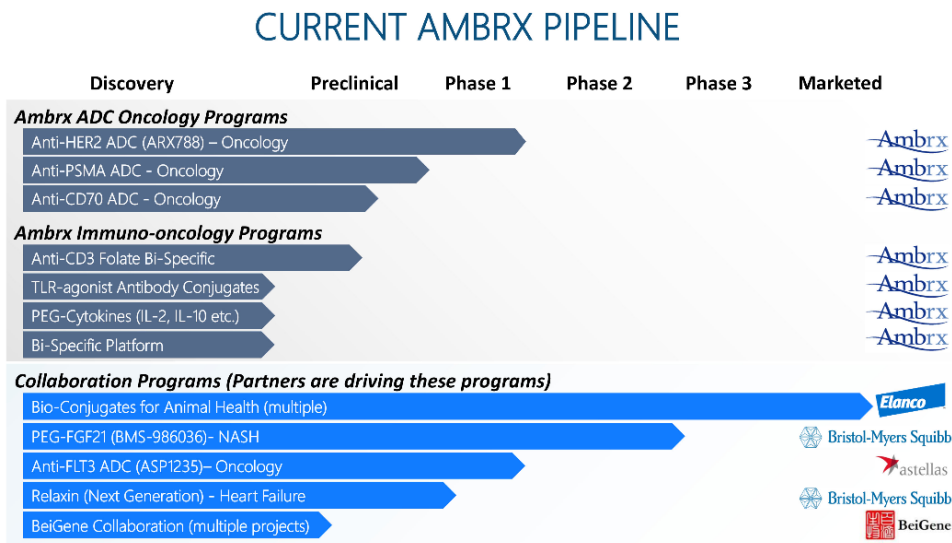 CURRENT AMBRX PIPELINE
Discovery Preclinical Phase 1 Phase 2 Phase 3 Marketed
Ambrx ADC Oncology Programs
Anti-HER2 ADC (ARX788) – Oncology Ambrx
Anti-PSMA ADC - Oncology Ambrx
Anti-CD70 ADC - Oncology Ambrx
Ambrx Immuno-oncology Programs
Anti-CD3 Folate Bi-Specific Ambrx
TLR-agonist Antibody Conjugates Ambrx
PEG-Cytokines (IL-2, IL-10 etc.) Ambrx
Bi-Specific Platform Ambrx
Collaboration Programs (Partners are driving these programs)
Bio-Conjugates for Animal Health (multiple) Elanco
PEG-FGF21 (BMS-986036)- NASH Bristol-Myers Squibb
Anti-FLT3 ADC (ASP1235)– Oncology astellas
Relaxin (Next Generation) - Heart Failure Bristol-Myers Squibb
BeiGene Collaboration (multiple projects) BeiGene